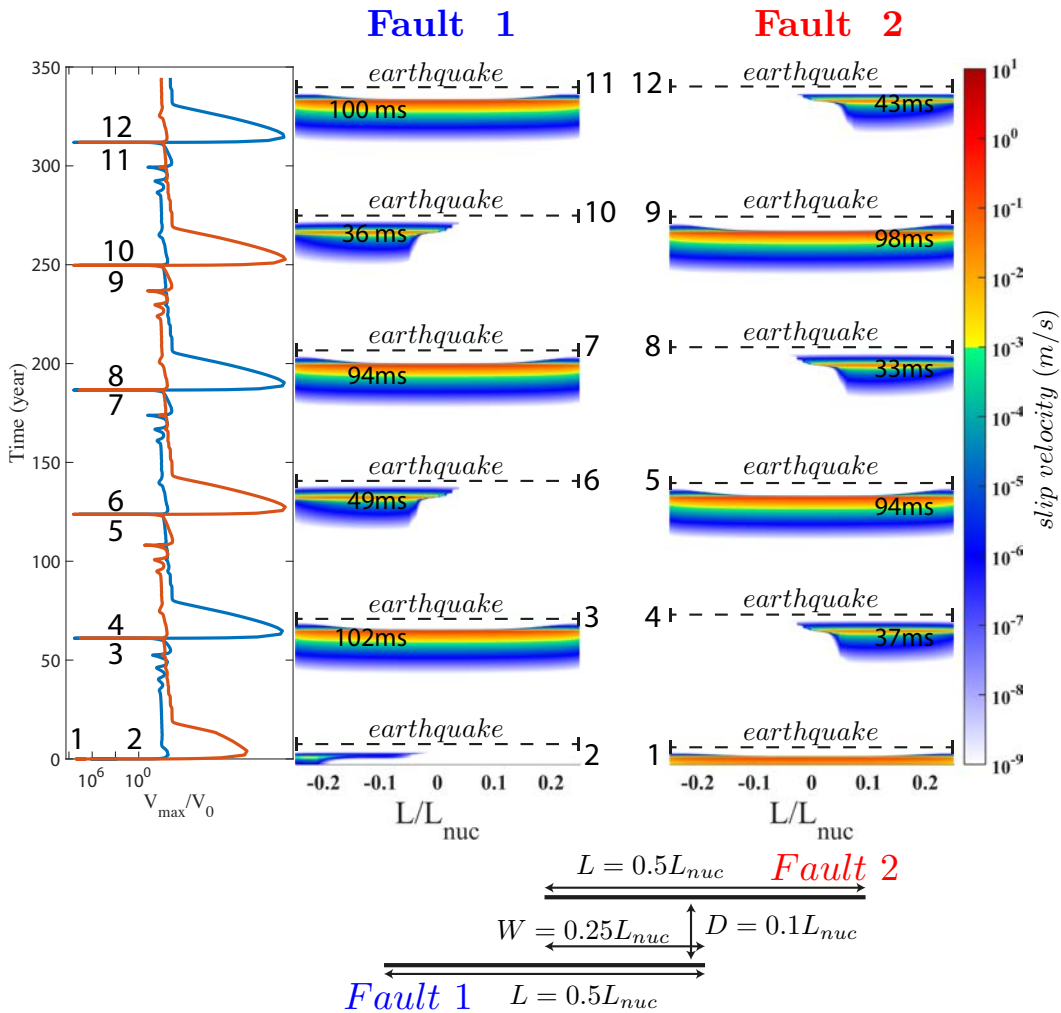 Fault 1 Fault 2
350 earthquake 11 12 earthquake 10^1
12 100 ms 43ms 10^0
300 11
earthquake 10 9 earthquake 10^-1
10 36 ms 98ms
250 9 10^-2
earthquake 7 8 earthquake 10^-3
200 8 94ms 33ms
7 10^-4
150 earthquake 6 5 earthquake 10^-5
6 49ms 94ms
5 10^-6
100
earthquake 3 4 earthquake 10^-7
4 102ms 37ms
50 3 10^-8
earthquake 2 1 earthquake
1 2
0 10^-9
Time (year)
slip velocity (m/s)
10^6 10^0
V_max/V_0
-0.2 -0.1 0 0.1 0.2 -0.2 -0.1 0 0.1 0.2
L/L_nuc L/L_nuc
L = 0.5L_nuc Fault 2
W = 0.25L_nuc D = 0.1L_nuc
Fault 1 L = 0.5L_nuc